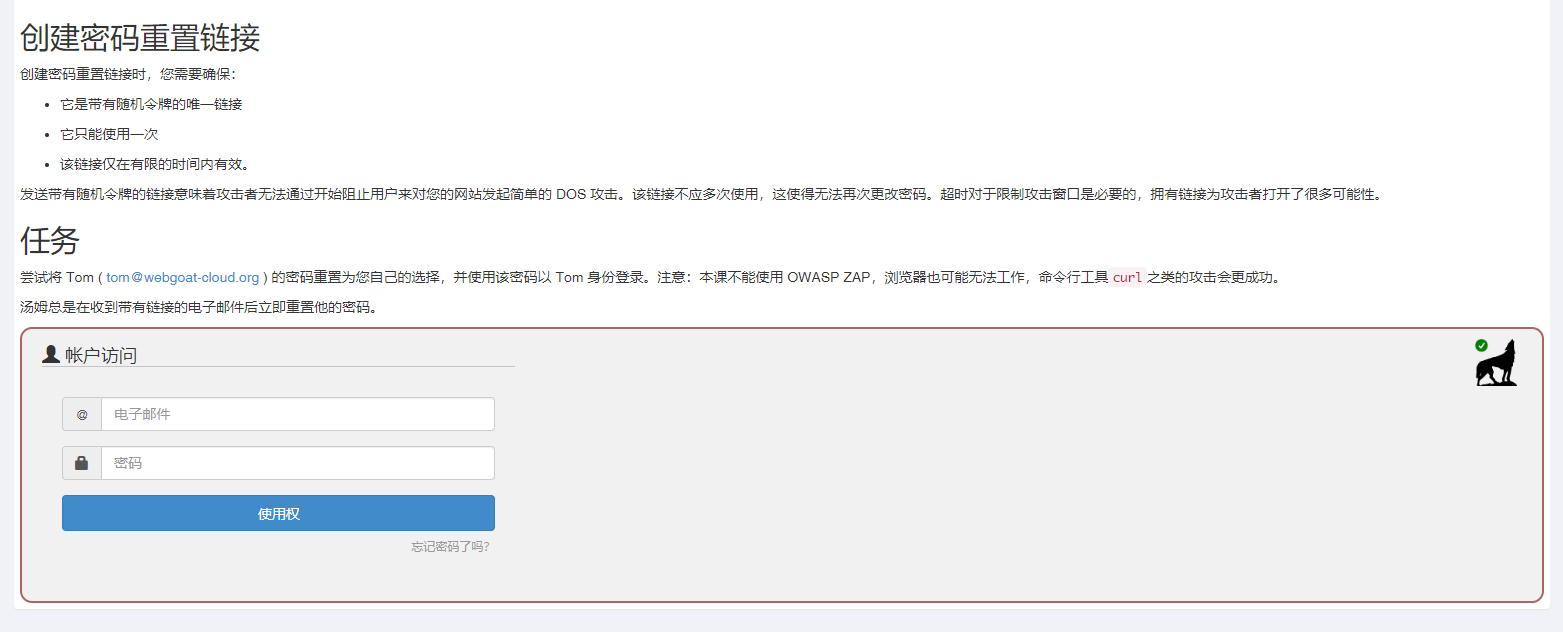 创建密码重置链接
创建密码重置链接时，您需要确保：
• 它是带有随机令牌的唯一链接
• 它只能使用一次
• 该链接仅在有限的时间内有效。
发送带有随机令牌的链接意味着攻击者无法通过开始阻止用户来对您的网站发起简单的 DOS 攻击。该链接不应多次使用，这使得无法再次更改密码。超时对于限制攻击窗口是必要的，拥有链接为攻击者打开了很多可能性。
任务
尝试将 Tom ( tom@webgoat-cloud.org ) 的密码重置为您自己的选择，并使用该密码以 Tom 身份登录。注意：本课不能使用 OWASP ZAP，浏览器也可能无法工作，命令行工具 curl 之类的攻击会更成功。
汤姆总是在收到带有链接的电子邮件后立即重置他的密码。
帐户访问
@ 电子邮件
密码
使用权
忘记密码了吗？